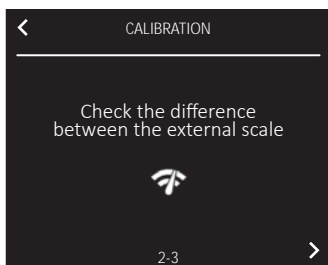 CALIBRATION
Check the difference
between the external scale
2-3